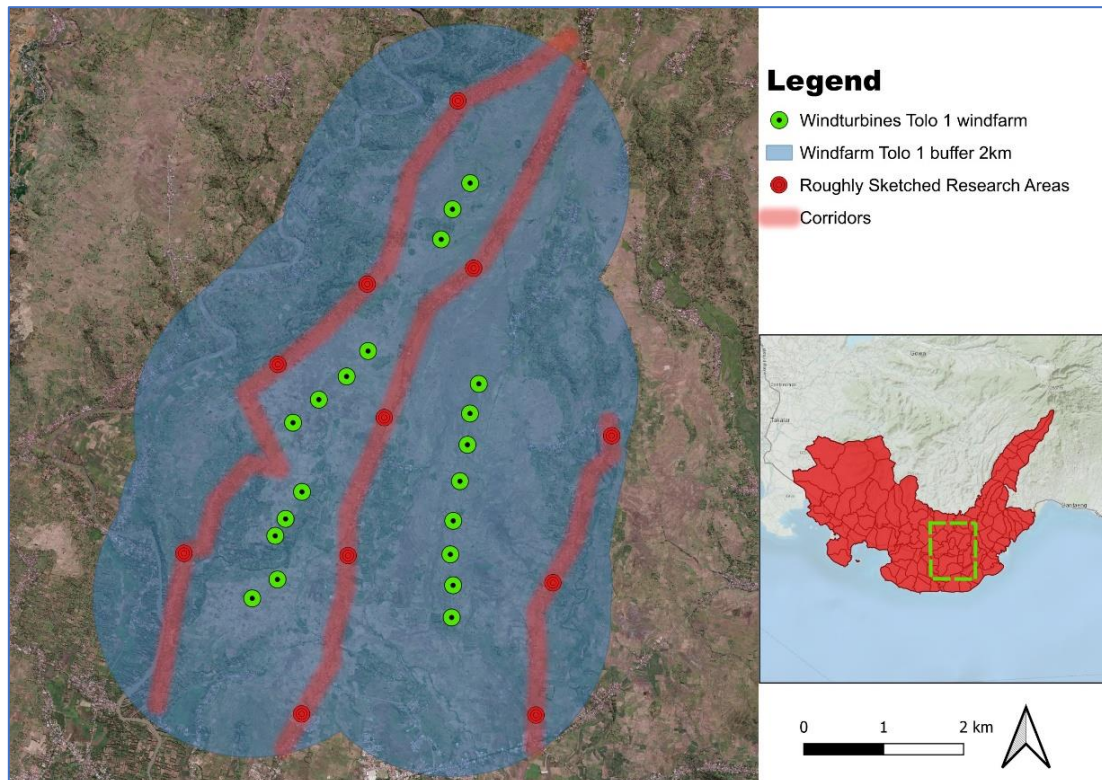 Legend
Windturbines Tolo 1 windfarm
Windfarm Tolo 1 buffer 2km
Roughly Sketched Research Areas
Corridors
Gowa
0
1
2 km